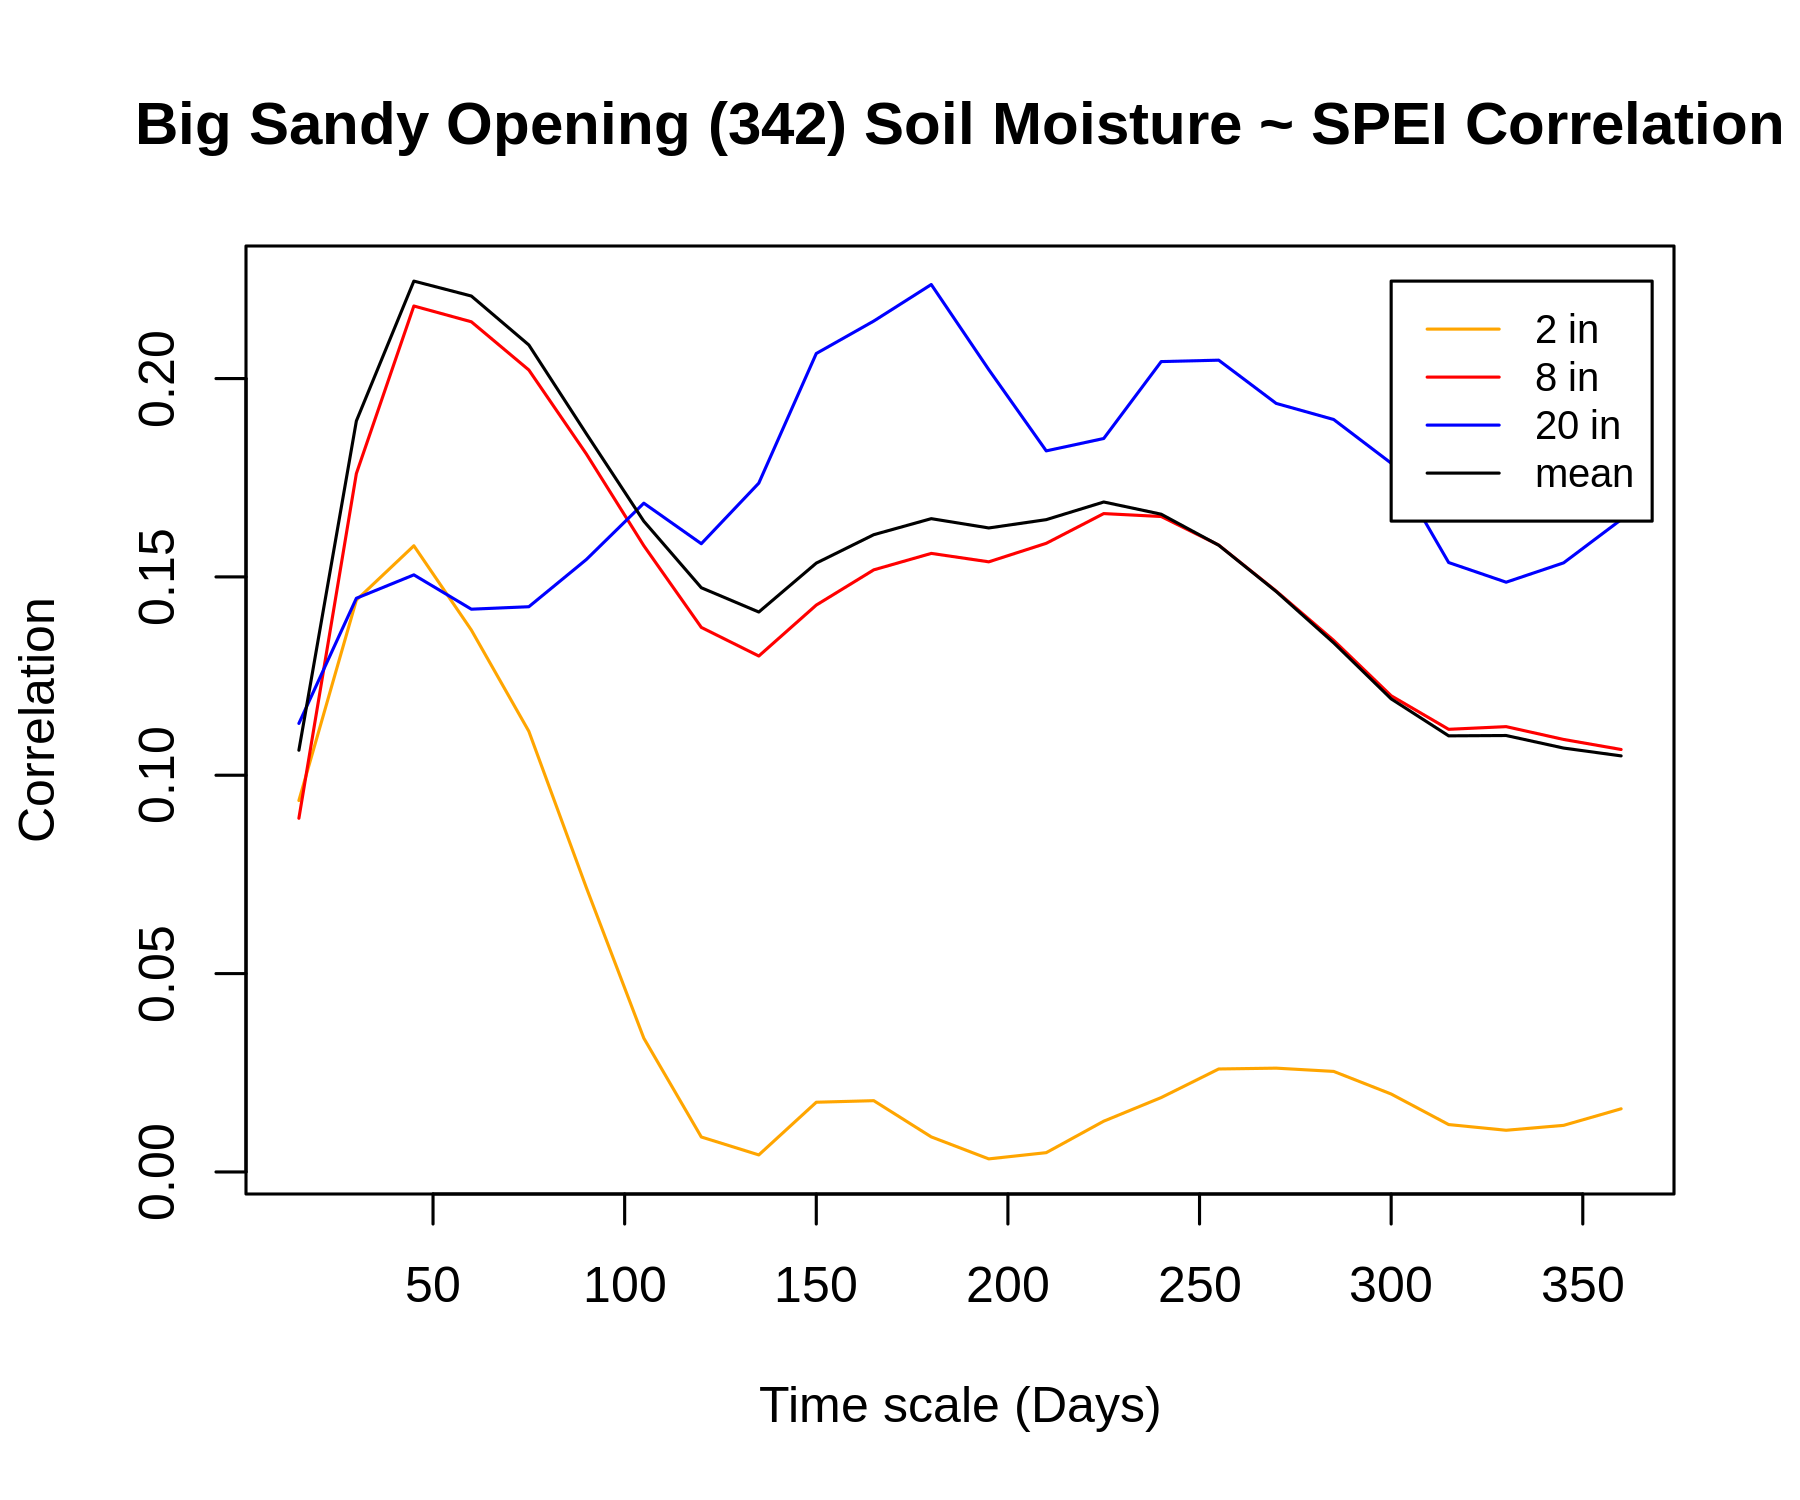 Big Sandy Opening (342) Soil Moisture ~ SPEI Correlation
2 in
8 in
20 in
mean
Correlation
0.20
0.15
0.10
0.05
0.00
50 100 150 200 250 300 350
Time scale (Days)